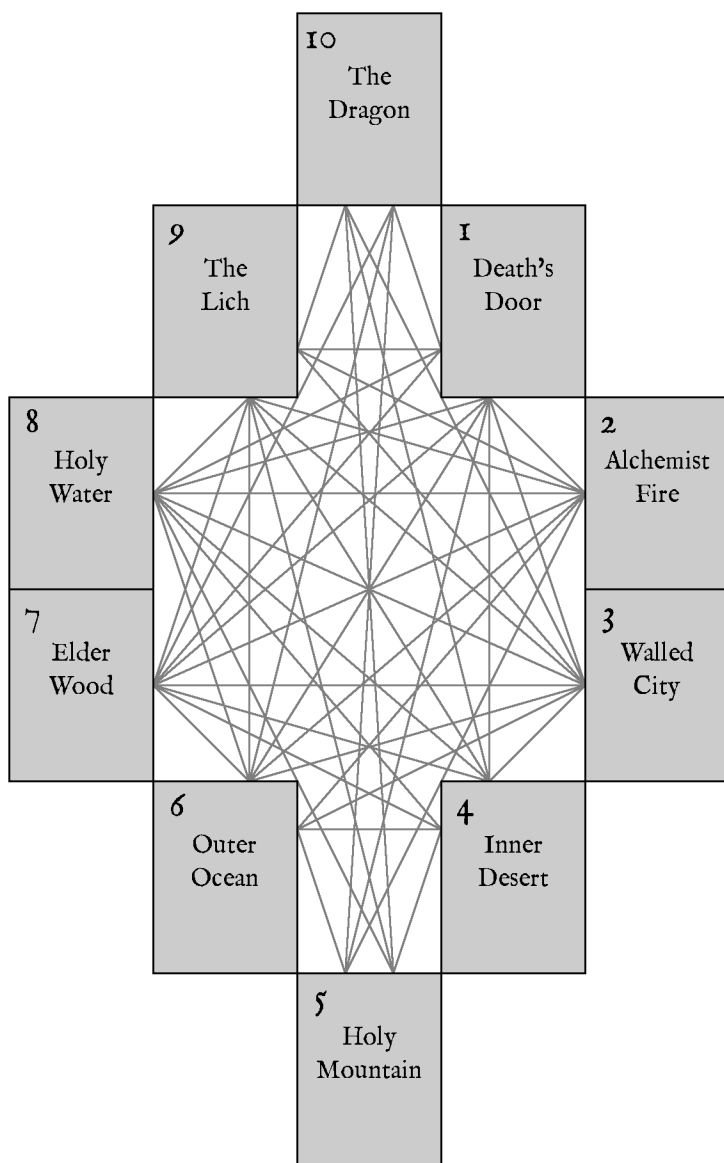 10
The
Dragon
9
The
Lich
1
Death's
Door
8
Holy
Water
2
Alchemist
Fire
7
Elder
Wood
3
Walled
City
6
Outer
Ocean
4
Inner
Desert
5
Holy
Mountain